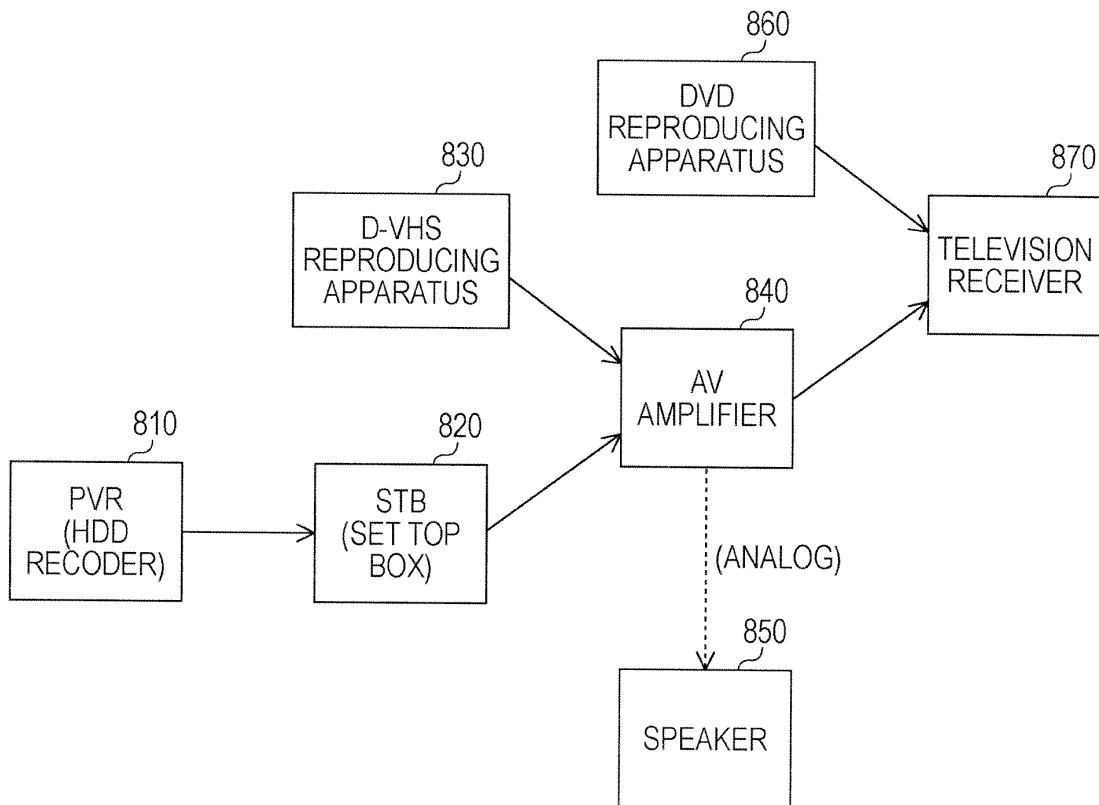 860
DVD
REPRODUCING
APPARATUS
830
D-VHS
REPRODUCING
APPARATUS
870
TELEVISION
RECEIVER
840
AV
AMPLIFIER
810
PVR
(HDD
RECODER)
820
STB
(SET TOP
BOX)
(ANALOG)
850
SPEAKER